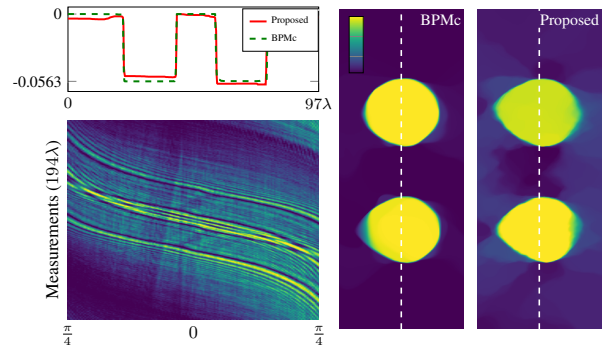 0
-0.0563
Proposed
BPMc
0
97λ
BPMc
Proposed
Measurements (194λ)
π/4
0
π/4